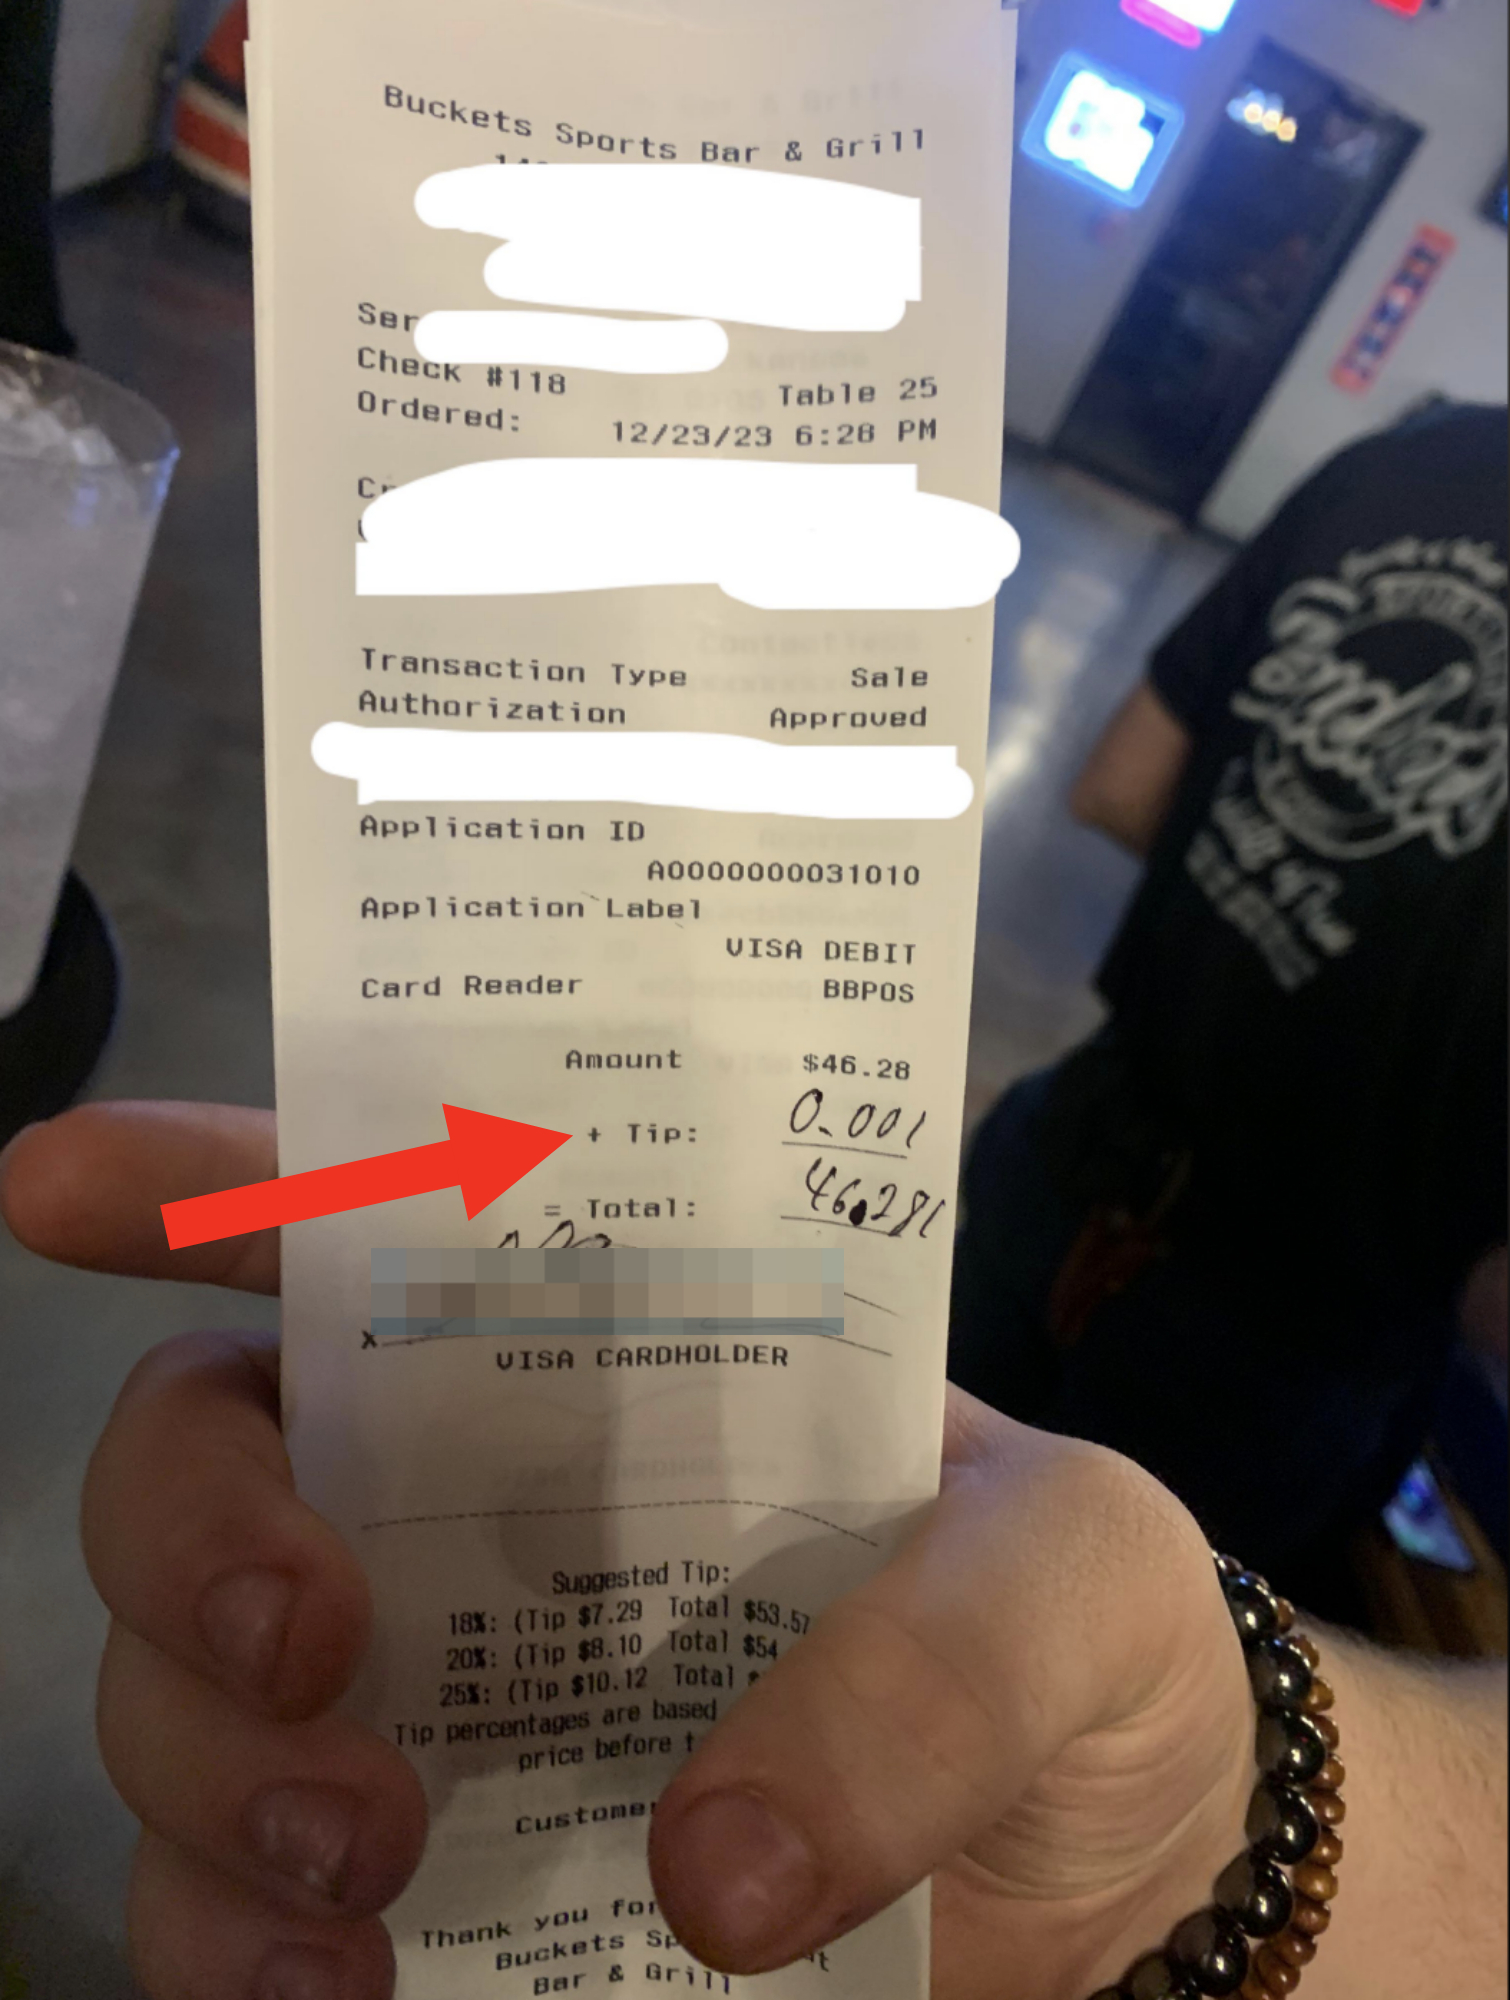 Buckets Sports Bar & Grill
Ser
Check #118 Table 25
Ordered: 12/23/23 6:28 PM
Transaction Type Sale
Authorization Approved
Application ID
A0000000031010
Application Label
VISA DEBIT
Card Reader BBPOS
Amount $46.28
+ Tip: 0.001
= Total: 46.281
x
VISA CARDHOLDER
Suggested Tip:
18%: (Tip $7.29 Total $53.57
20%: (Tip $8.10 Total $54
25%: (Tip $10.12 Total
Tip percentages are based
price before t
Customer
Thank you for
Buckets Sp
Bar & Grill